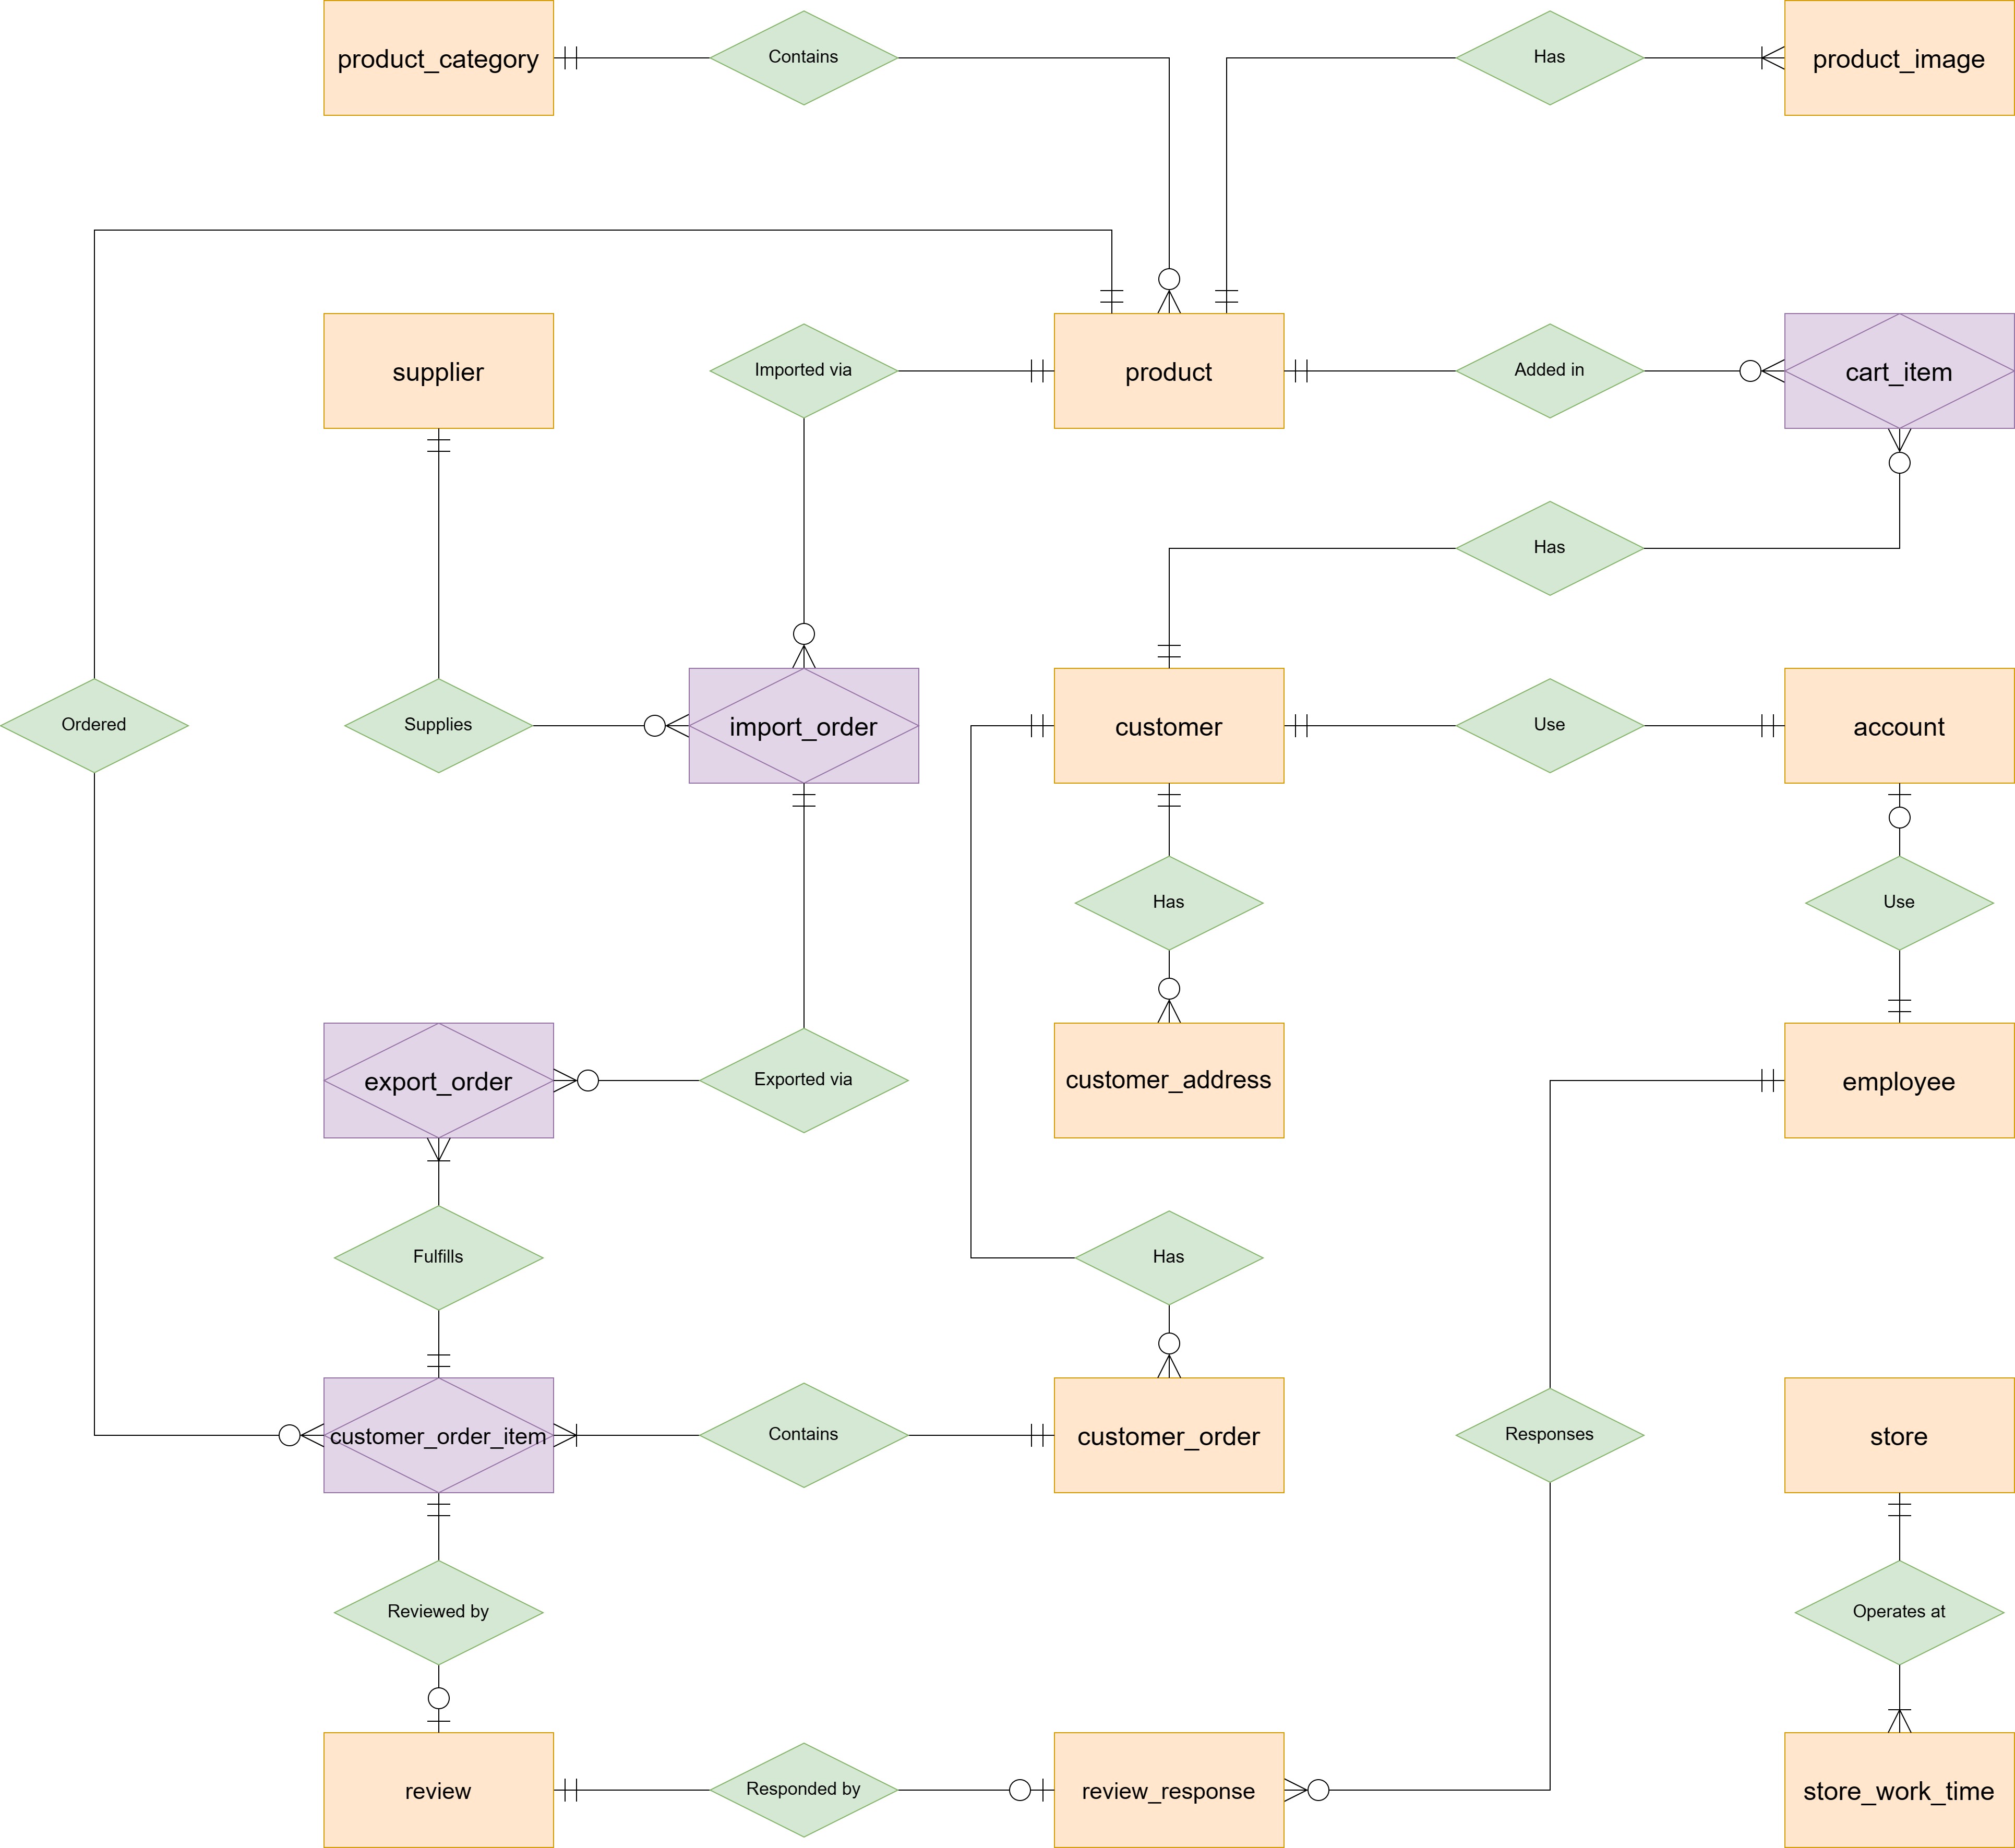 product_category
Contains
Has
product_image
supplier
Imported via
product
Added in
cart_item
Has
Ordered
Supplies
import_order
customer
Use
account
Has
Use
export_order
Exported via
customer_address
employee
Fulfills
Has
customer_order_item
Contains
customer_order
Responses
store
Reviewed by
Operates at
review
Responded by
review_response
store_work_time